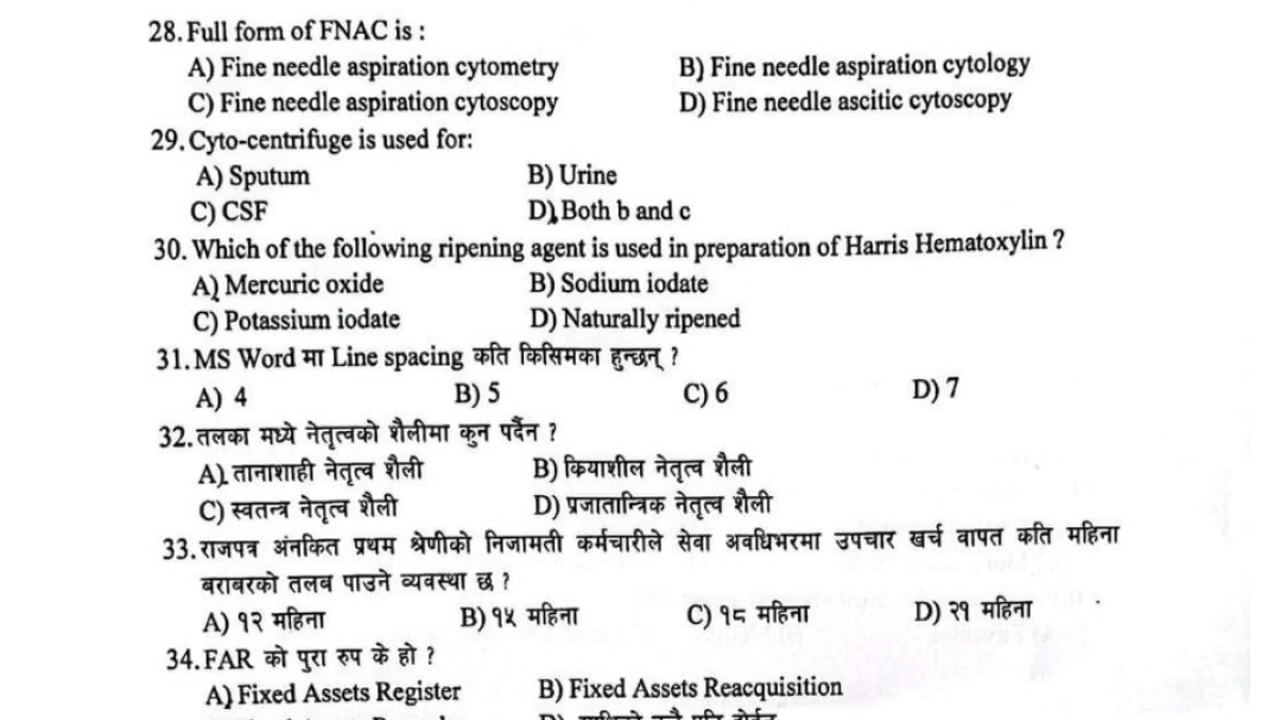 28. Full form of FNAC is :
A) Fine needle aspiration cytometry B) Fine needle aspiration cytology
C) Fine needle aspiration cytoscopy D) Fine needle ascitic cytoscopy
29. Cyto-centrifuge is used for:
A) Sputum B) Urine
C) CSF D) Both b and c
30. Which of the following ripening agent is used in preparation of Harris Hematoxylin ?
A) Mercuric oxide B) Sodium iodate
C) Potassium iodate D) Naturally ripened
31. MS Word मा Line spacing कति किसिमका हुन्छन् ?
A) 4 B) 5 C) 6 D) 7
32. तलका मध्ये नेतृत्वको शैलीमा कुन पर्दैन ?
A) तानाशाही नेतृत्व शैली B) कियाशील नेतृत्व शैली
C) स्वतन्त्र नेतृत्व शैली D) प्रजातान्त्रिक नेतृत्व शैली
33. राजपत्र अंनकित प्रथम श्रेणीको निजामती कर्मचारीले सेवा अवधिभरमा उपचार खर्च वापत कति महिना
बराबरको तलब पाउने व्यवस्था छ ?
A) १२ महिना B) १५ महिना C) १८ महिना D) २१ महिना
34. FAR को पुरा रुप के हो ?
A) Fixed Assets Register B) Fixed Assets Reacquisition